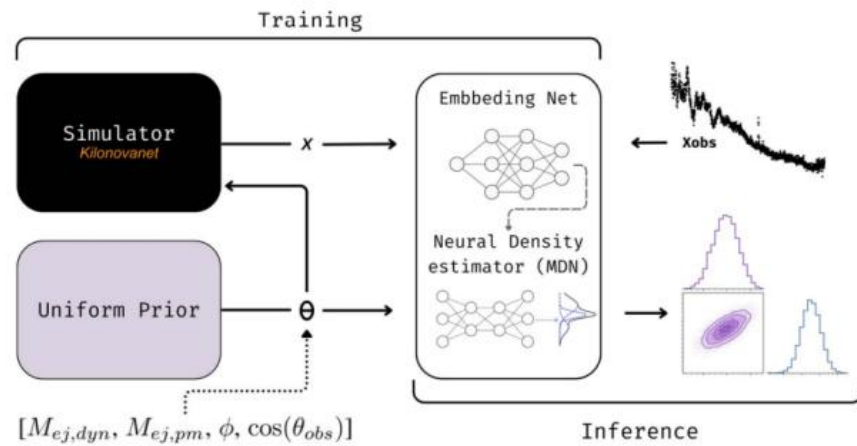 Training
Simulator
Kilonovanet
x
Embbeding Net
Xobs
Neural Density
estimator (MDN)
Uniform Prior
θ
[M_{ej,dyn}, M_{ej,pm}, ϕ, cos(θ_{obs})]
Inference